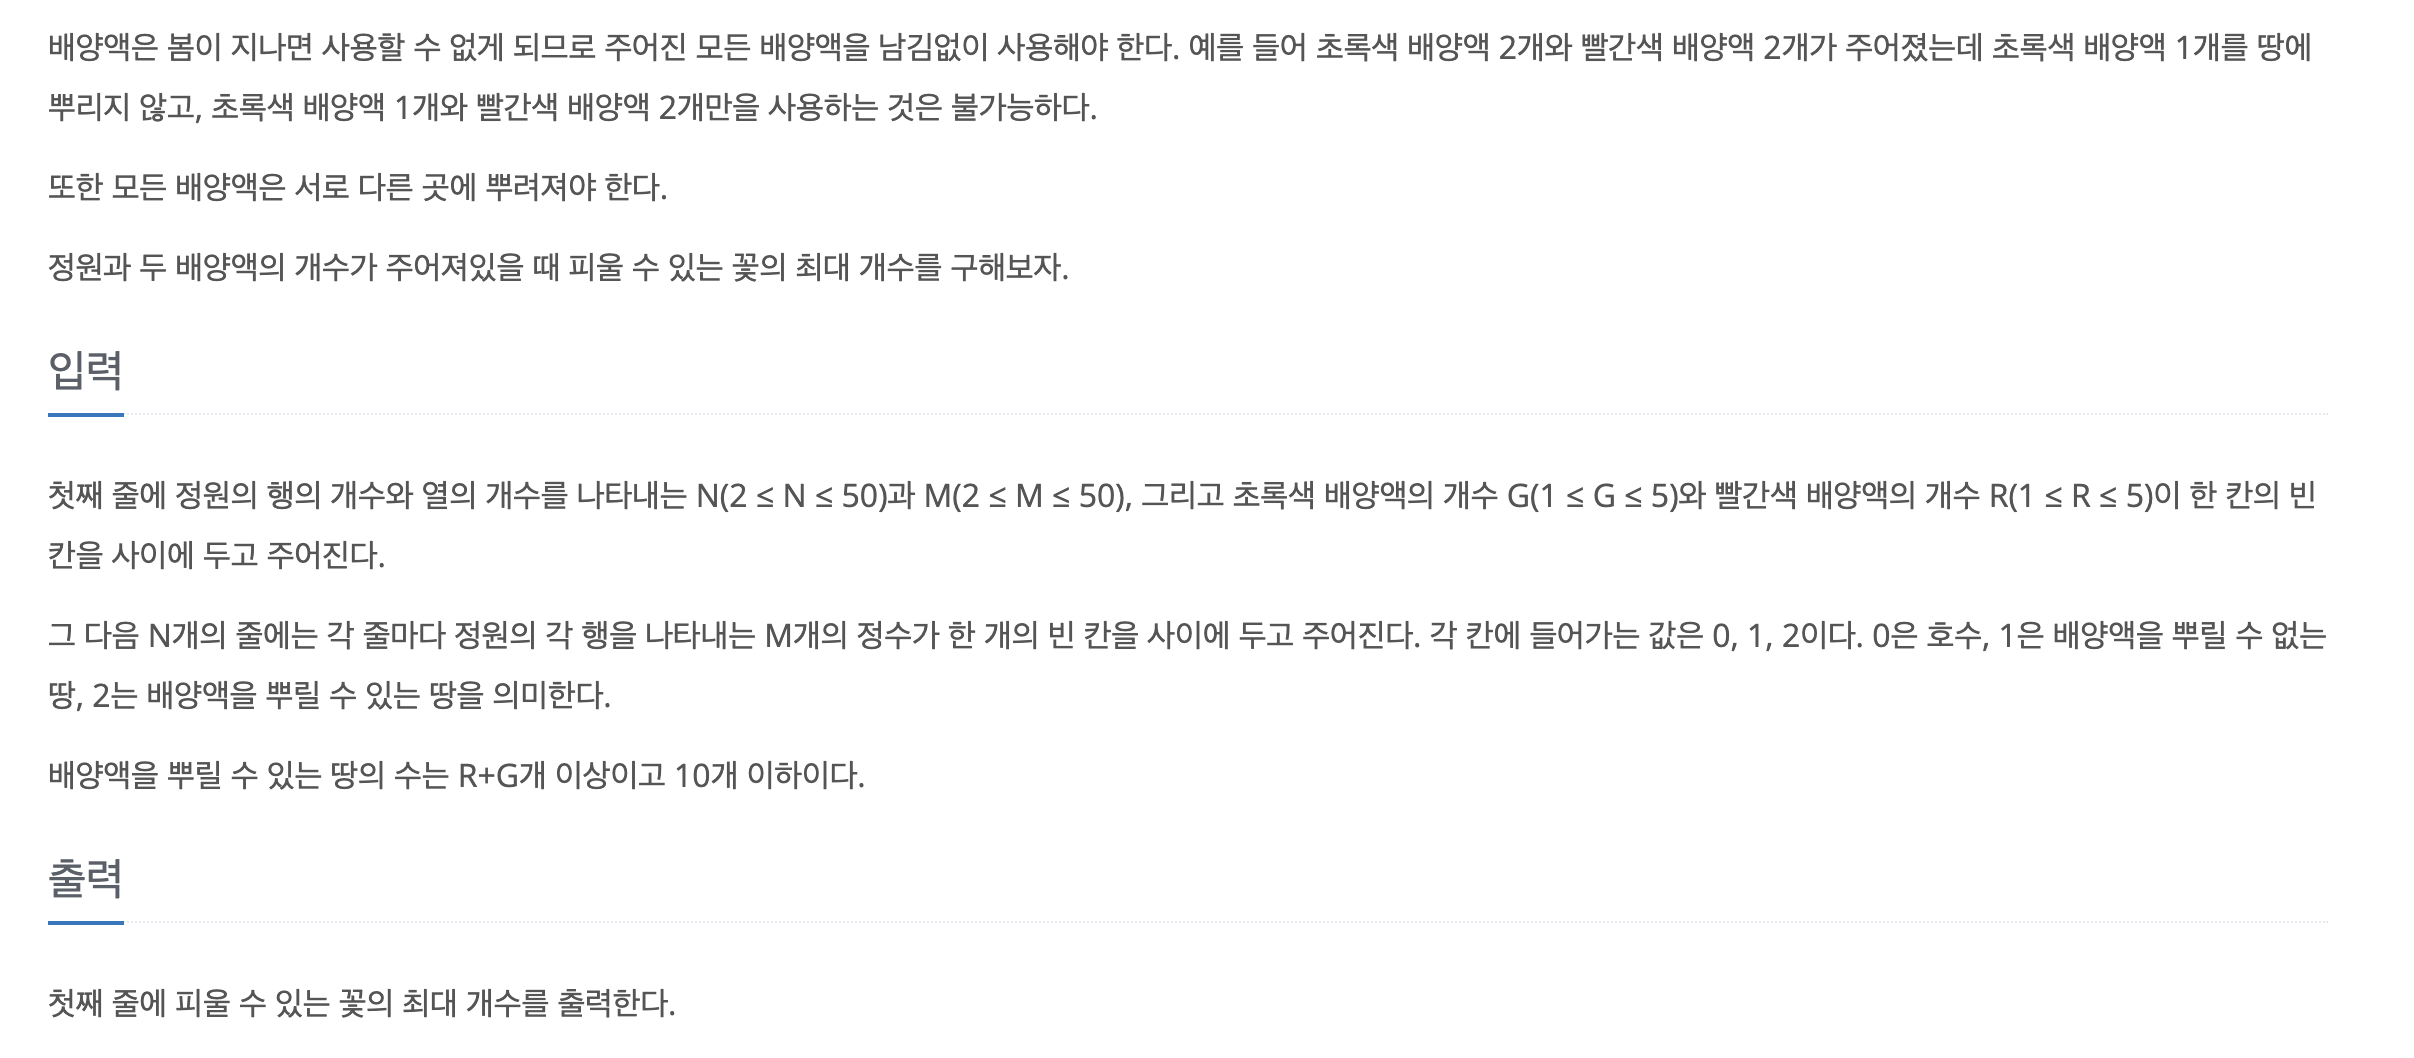 배양액은 봄이 지나면 사용할 수 없게 되므로 주어진 모든 배양액을 남김없이 사용해야 한다. 예를 들어 초록색 배양액 2개와 빨간색 배양액 2개가 주어졌는데 초록색 배양액 1개를 땅에
뿌리지 않고, 초록색 배양액 1개와 빨간색 배양액 2개만을 사용하는 것은 불가능하다.
또한 모든 배양액은 서로 다른 곳에 뿌려져야 한다.
정원과 두 배양액의 개수가 주어져있을 때 피울 수 있는 꽃의 최대 개수를 구해보자.
입력
첫째 줄에 정원의 행의 개수와 열의 개수를 나타내는 N(2 ≤ N ≤ 50)과 M(2 ≤ M ≤ 50), 그리고 초록색 배양액의 개수 G(1 ≤ G ≤ 5)와 빨간색 배양액의 개수 R(1 ≤ R ≤ 5)이 한 칸의 빈
칸을 사이에 두고 주어진다.
그 다음 N개의 줄에는 각 줄마다 정원의 각 행을 나타내는 M개의 정수가 한 개의 빈 칸을 사이에 두고 주어진다. 각 칸에 들어가는 값은 0, 1, 2이다. 0은 호수, 1은 배양액을 뿌릴 수 없는
땅, 2는 배양액을 뿌릴 수 있는 땅을 의미한다.
배양액을 뿌릴 수 있는 땅의 수는 R+G개 이상이고 10개 이하이다.
출력
첫째 줄에 피울 수 있는 꽃의 최대 개수를 출력한다.